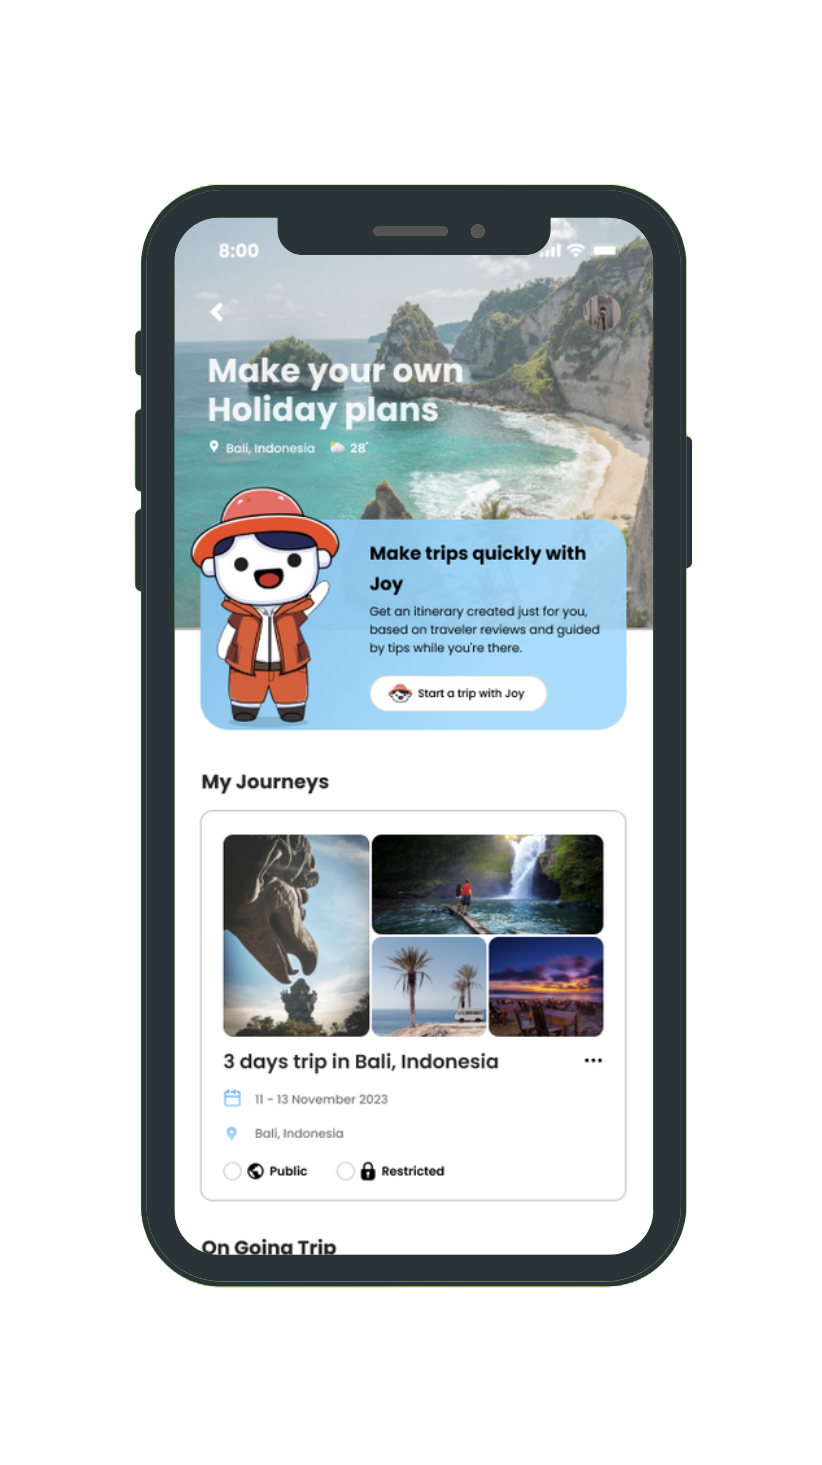 8:00
Make your own
Holiday plans
Bali, Indonesia 28°
Make trips quickly with
Joy
Get an itinerary created just for you,
based on traveler reviews and guided
by tips while you're there.
Start a trip with Joy
My Journeys
3 days trip in Bali, Indonesia
11 - 13 November 2023
Bali, Indonesia
Public Restricted
On Going Trip